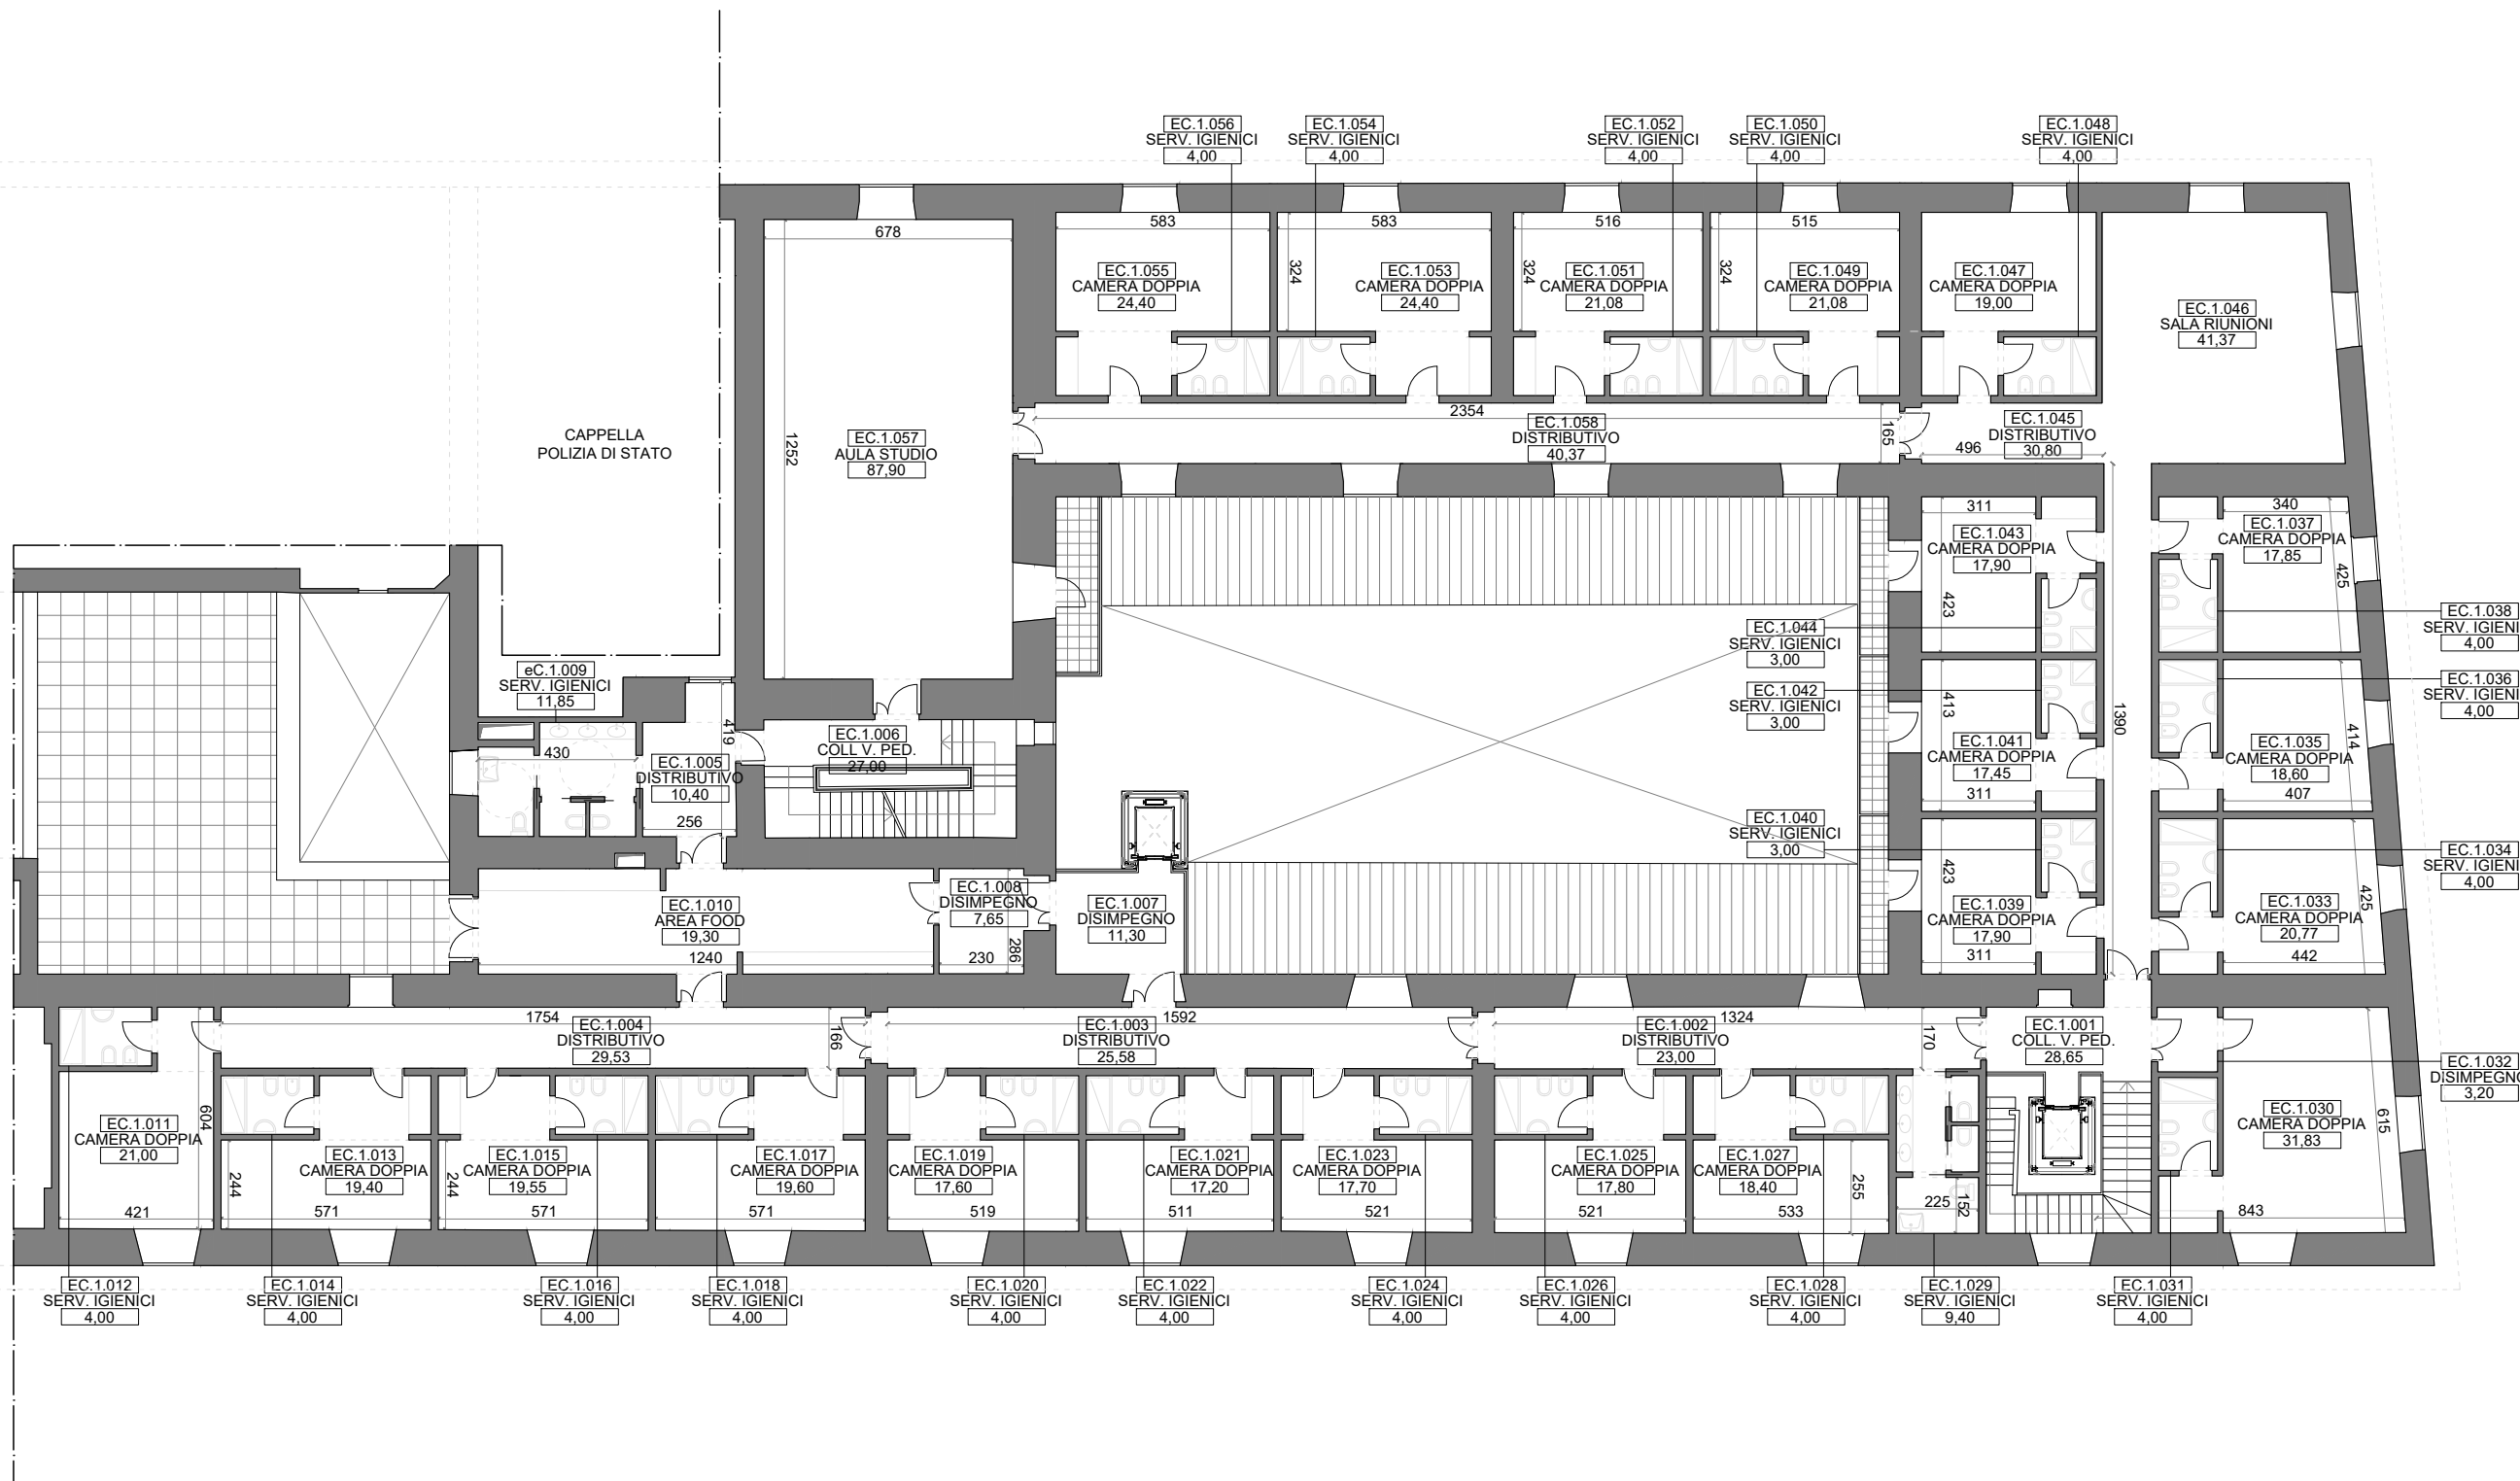 EC.1.056
SERV. IGIENICI
4,00
EC.1.054
SERV. IGIENICI
4,00
EC.1.052
SERV. IGIENICI
4,00
EC.1.050
SERV. IGIENICI
4,00
EC.1.048
SERV. IGIENICI
4,00
678
583
583
516
515
324
324
324
EC.1.055
CAMERA DOPPIA
24,40
EC.1.053
CAMERA DOPPIA
24,40
EC.1.051
CAMERA DOPPIA
21,08
EC.1.049
CAMERA DOPPIA
21,08
EC.1.047
CAMERA DOPPIA
19,00
EC.1.046
SALA RIUNIONI
41,37
CAPPELLA
POLIZIA DI STATO
1252
EC.1.057
AULA STUDIO
87,90
2354
EC.1.058
DISTRIBUTIVO
40,37
165
EC.1.045
DISTRIBUTIVO
30,80
496
311
EC.1.043
CAMERA DOPPIA
17,90
423
340
EC.1.037
CAMERA DOPPIA
17,85
425
EC.1.044
SERV. IGIENICI
3,00
EC.1.038
SERV. IGIENI
4,00
EC.1.042
SERV. IGIENICI
3,00
EC.1.036
SERV. IGIENI
4,00
eC.1.009
SERV. IGIENICI
11,85
430
419
EC.1.005
DISTRIBUTIVO
10,40
256
EC.1.006
COLL V. PED.
27,00
413
EC.1.041
CAMERA DOPPIA
17,45
311
1390
414
EC.1.035
CAMERA DOPPIA
18,60
407
EC.1.040
SERV. IGIENICI
3,00
EC.1.034
SERV. IGIENI
4,00
EC.1.010
AREA FOOD
19,30
1240
EC.1.008
DISIMPEGNO
7,65
230
286
EC.1.007
DISIMPEGNO
11,30
423
EC.1.039
CAMERA DOPPIA
17,90
311
425
EC.1.033
CAMERA DOPPIA
20,77
442
1754
EC.1.004
DISTRIBUTIVO
29,53
166
1592
EC.1.003
DISTRIBUTIVO
25,58
1324
EC.1.002
DISTRIBUTIVO
23,00
170
EC.1.001
COLL. V. PED.
28,65
EC.1.032
DISIMPEGNO
3,20
EC.1.011
CAMERA DOPPIA
21,00
604
421
EC.1.013
CAMERA DOPPIA
19,40
244
571
EC.1.015
CAMERA DOPPIA
19,55
244
571
EC.1.017
CAMERA DOPPIA
19,60
571
EC.1.019
CAMERA DOPPIA
17,60
519
EC.1.021
CAMERA DOPPIA
17,20
511
EC.1.023
CAMERA DOPPIA
17,70
521
EC.1.025
CAMERA DOPPIA
17,80
521
EC.1.027
CAMERA DOPPIA
18,40
533
255
225
152
EC.1.030
CAMERA DOPPIA
31,83
615
843
EC.1.012
SERV. IGIENICI
4,00
EC.1.014
SERV. IGIENICI
4,00
EC.1.016
SERV. IGIENICI
4,00
EC.1.018
SERV. IGIENICI
4,00
EC.1.020
SERV. IGIENICI
4,00
EC.1.022
SERV. IGIENICI
4,00
EC.1.024
SERV. IGIENICI
4,00
EC.1.026
SERV. IGIENICI
4,00
EC.1.028
SERV. IGIENICI
4,00
EC.1.029
SERV. IGIENICI
9,40
EC.1.031
SERV. IGIENICI
4,00